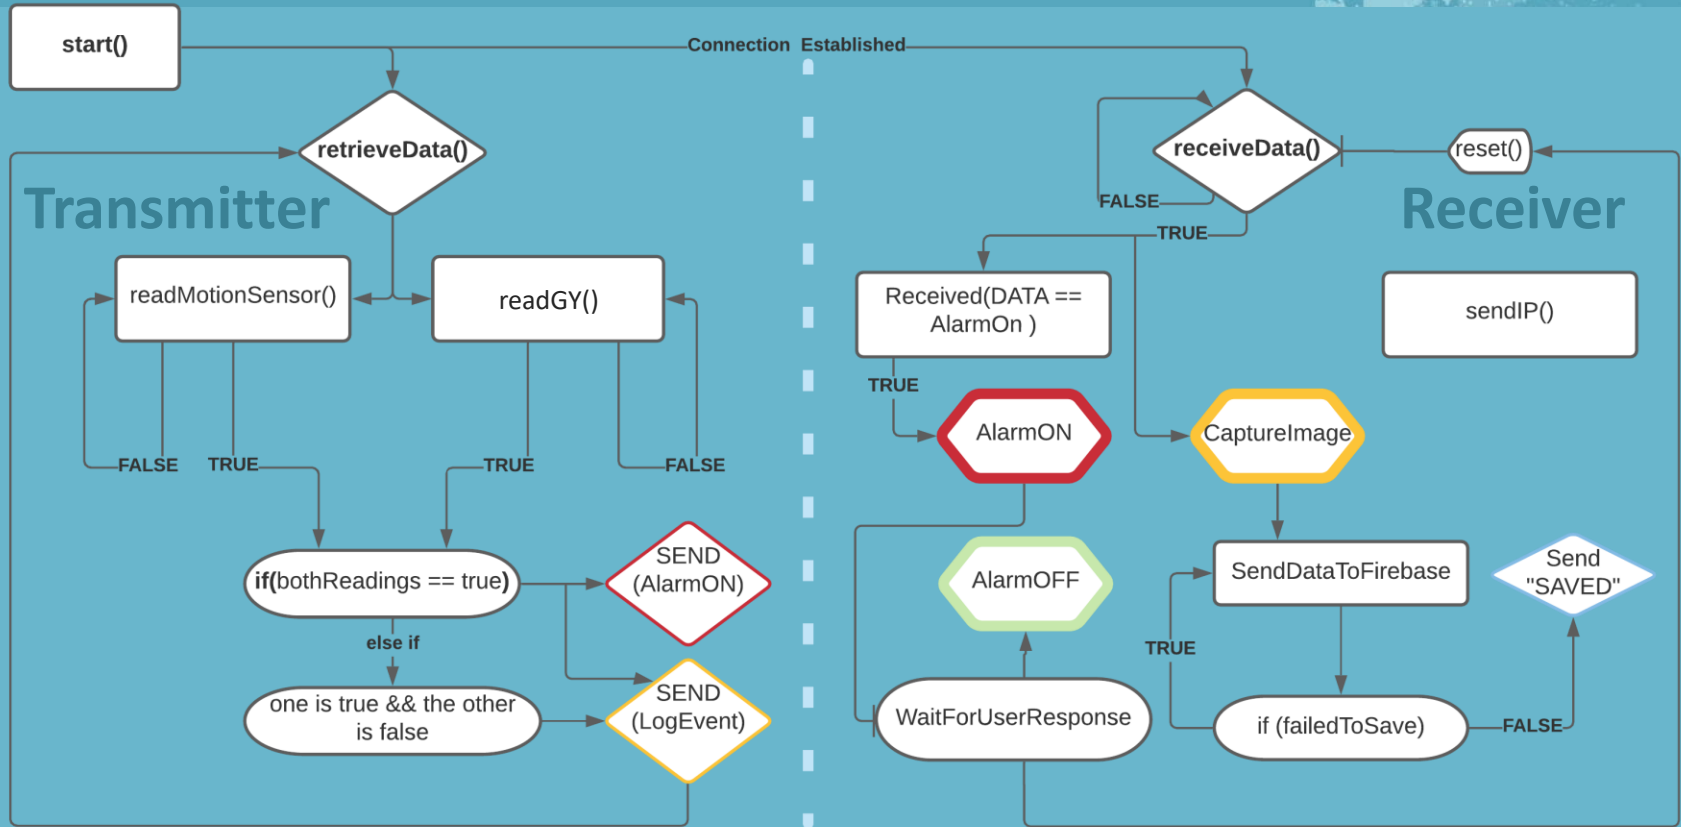 start()
Connection Established
retrieveData()
receiveData()
reset()
Transmitter
FALSE
Receiver
TRUE
readMotionSensor()
readGY()
Received(DATA ==
AlarmOn )
sendIP()
TRUE
AlarmON
CaptureImage
FALSE
TRUE
TRUE
FALSE
if(bothReadings == true)
SEND
(AlarmON)
AlarmOFF
SendDataToFirebase
Send
"SAVED"
else if
TRUE
one is true && the other
is false
SEND
(LogEvent)
WaitForUserResponse
if (failedToSave)
FALSE